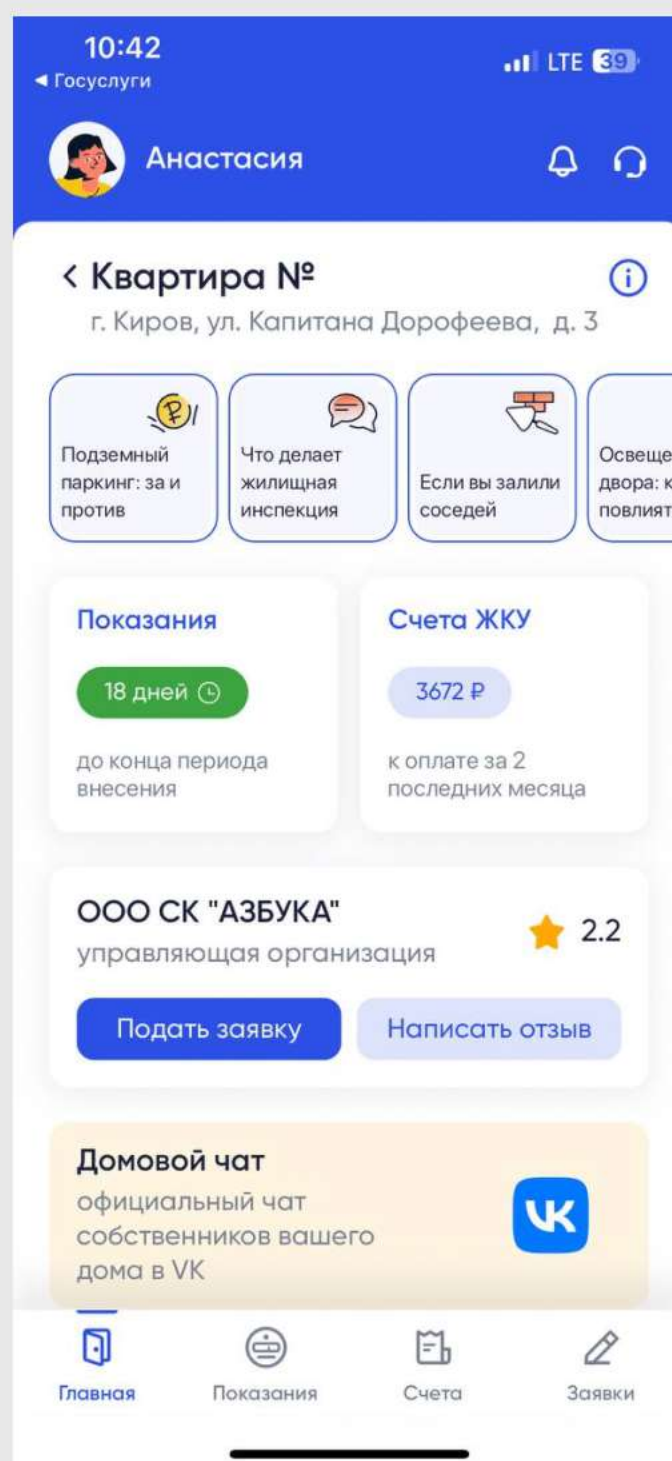 10:42
LTE 39
◀ Госуслуги
Анастасия
< Квартира №
г. Киров, ул. Капитана Дорофеева, д. 3
Подземный
паркинг: за и
против
Что делает
жилищная
инспекция
Если вы залили
соседей
Освеще
двора: к
повлият
Показания
18 дней
до конца периода
внесения
Счета ЖКУ
3672 ₽
к оплате за 2
последних месяца
ООО СК "АЗБУКА"
управляющая организация
2.2
Подать заявку
Написать отзыв
Домовой чат
официальный чат
собственников вашего
дома в VK
Главная
Показания
Счета
Заявки